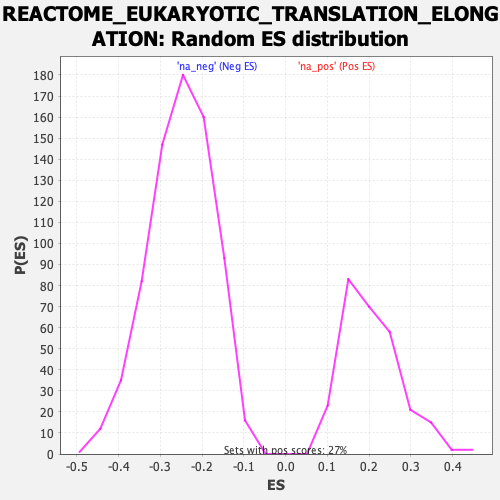 REACTOME_EUKARYOTIC_TRANSLATION_ELONG
ATION: Random ES distribution
'na_neg' (Neg ES) 'na_pos' (Pos ES)
180
170
160
150
140
130
120
110
100
90
80
70
60
50
40
30
20
10
0
P(ES)
Sets with pos scores: 27%
-0.5 -0.4 -0.3 -0.2 -0.1 0.0 0.1 0.2 0.3 0.4
ES